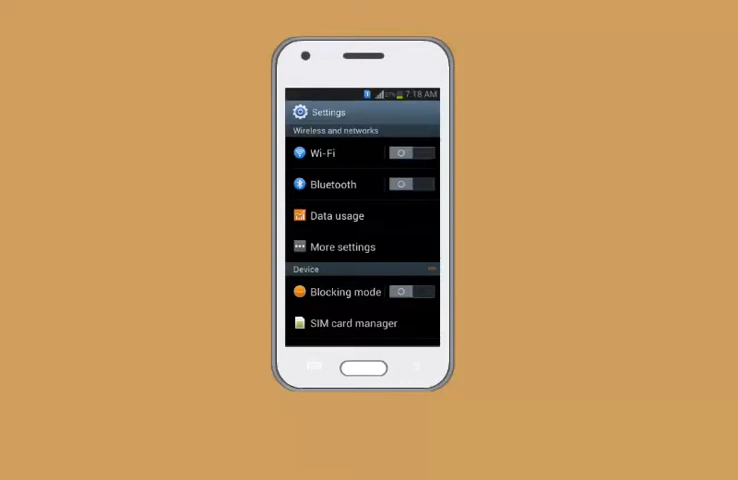 7:18 AM
Settings
Wireless and networks
Wi-Fi
Bluetooth
Data usage
More settings
Device
Blocking mode
SIM card manager